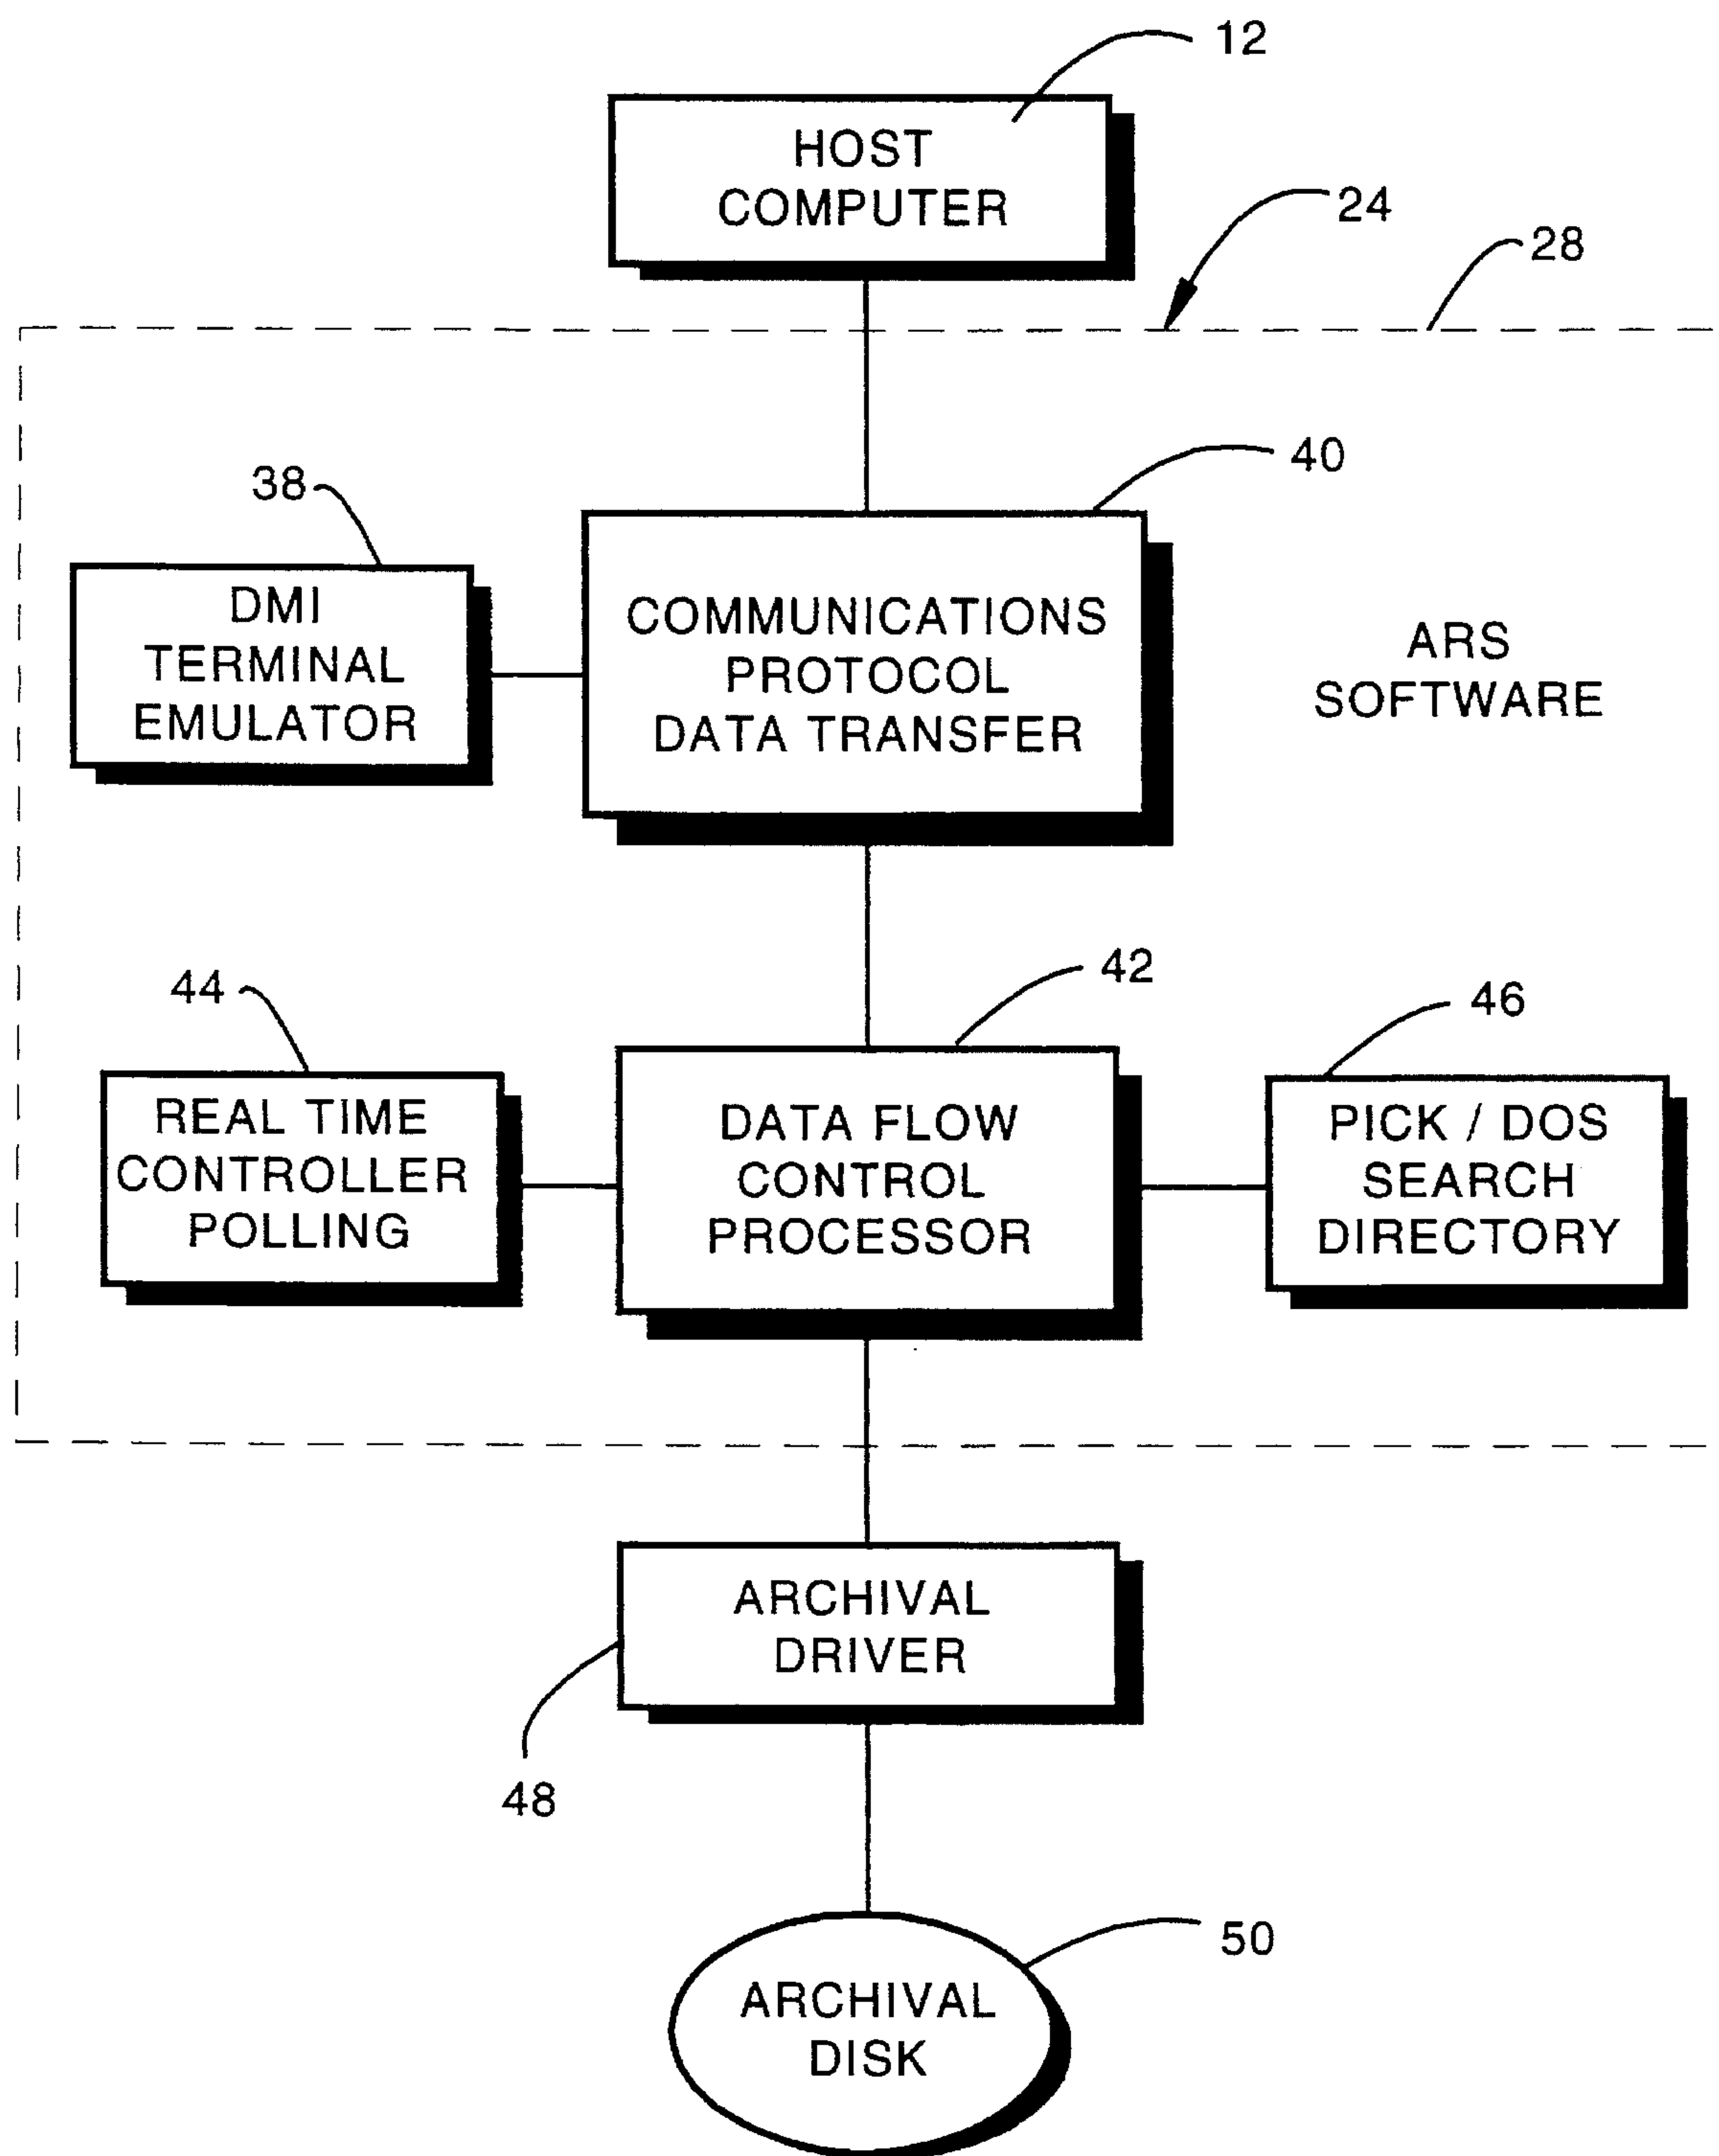 12
HOST
COMPUTER
24
28
40
38
DMI
TERMINAL
EMULATOR
COMMUNICATIONS
PROTOCOL
DATA TRANSFER
ARS
SOFTWARE
42
44
46
REAL TIME
CONTROLLER
POLLING
DATA FLOW
CONTROL
PROCESSOR
PICK / DOS
SEARCH
DIRECTORY
ARCHIVAL
DRIVER
48
50
ARCHIVAL
DISK